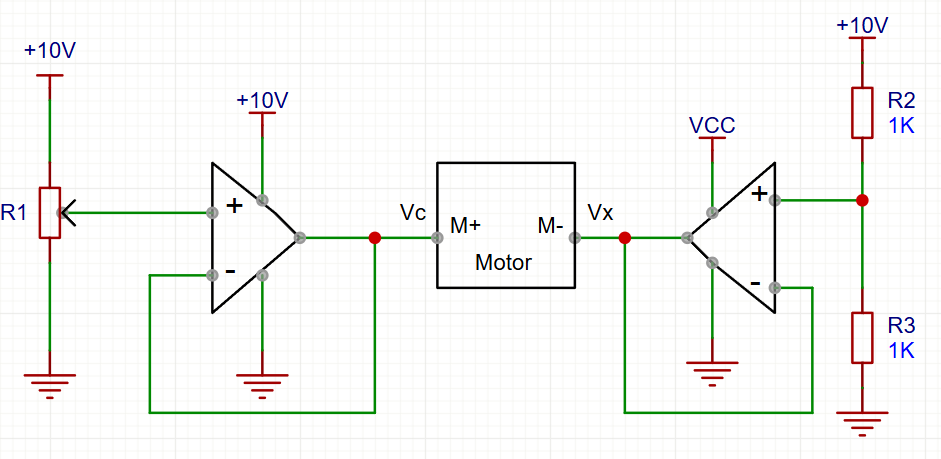 +10V
R1
+10V
+
-
Vc
M+
M-
Motor
Vx
VCC
+
-
+10V
R2
1K
R3
1K